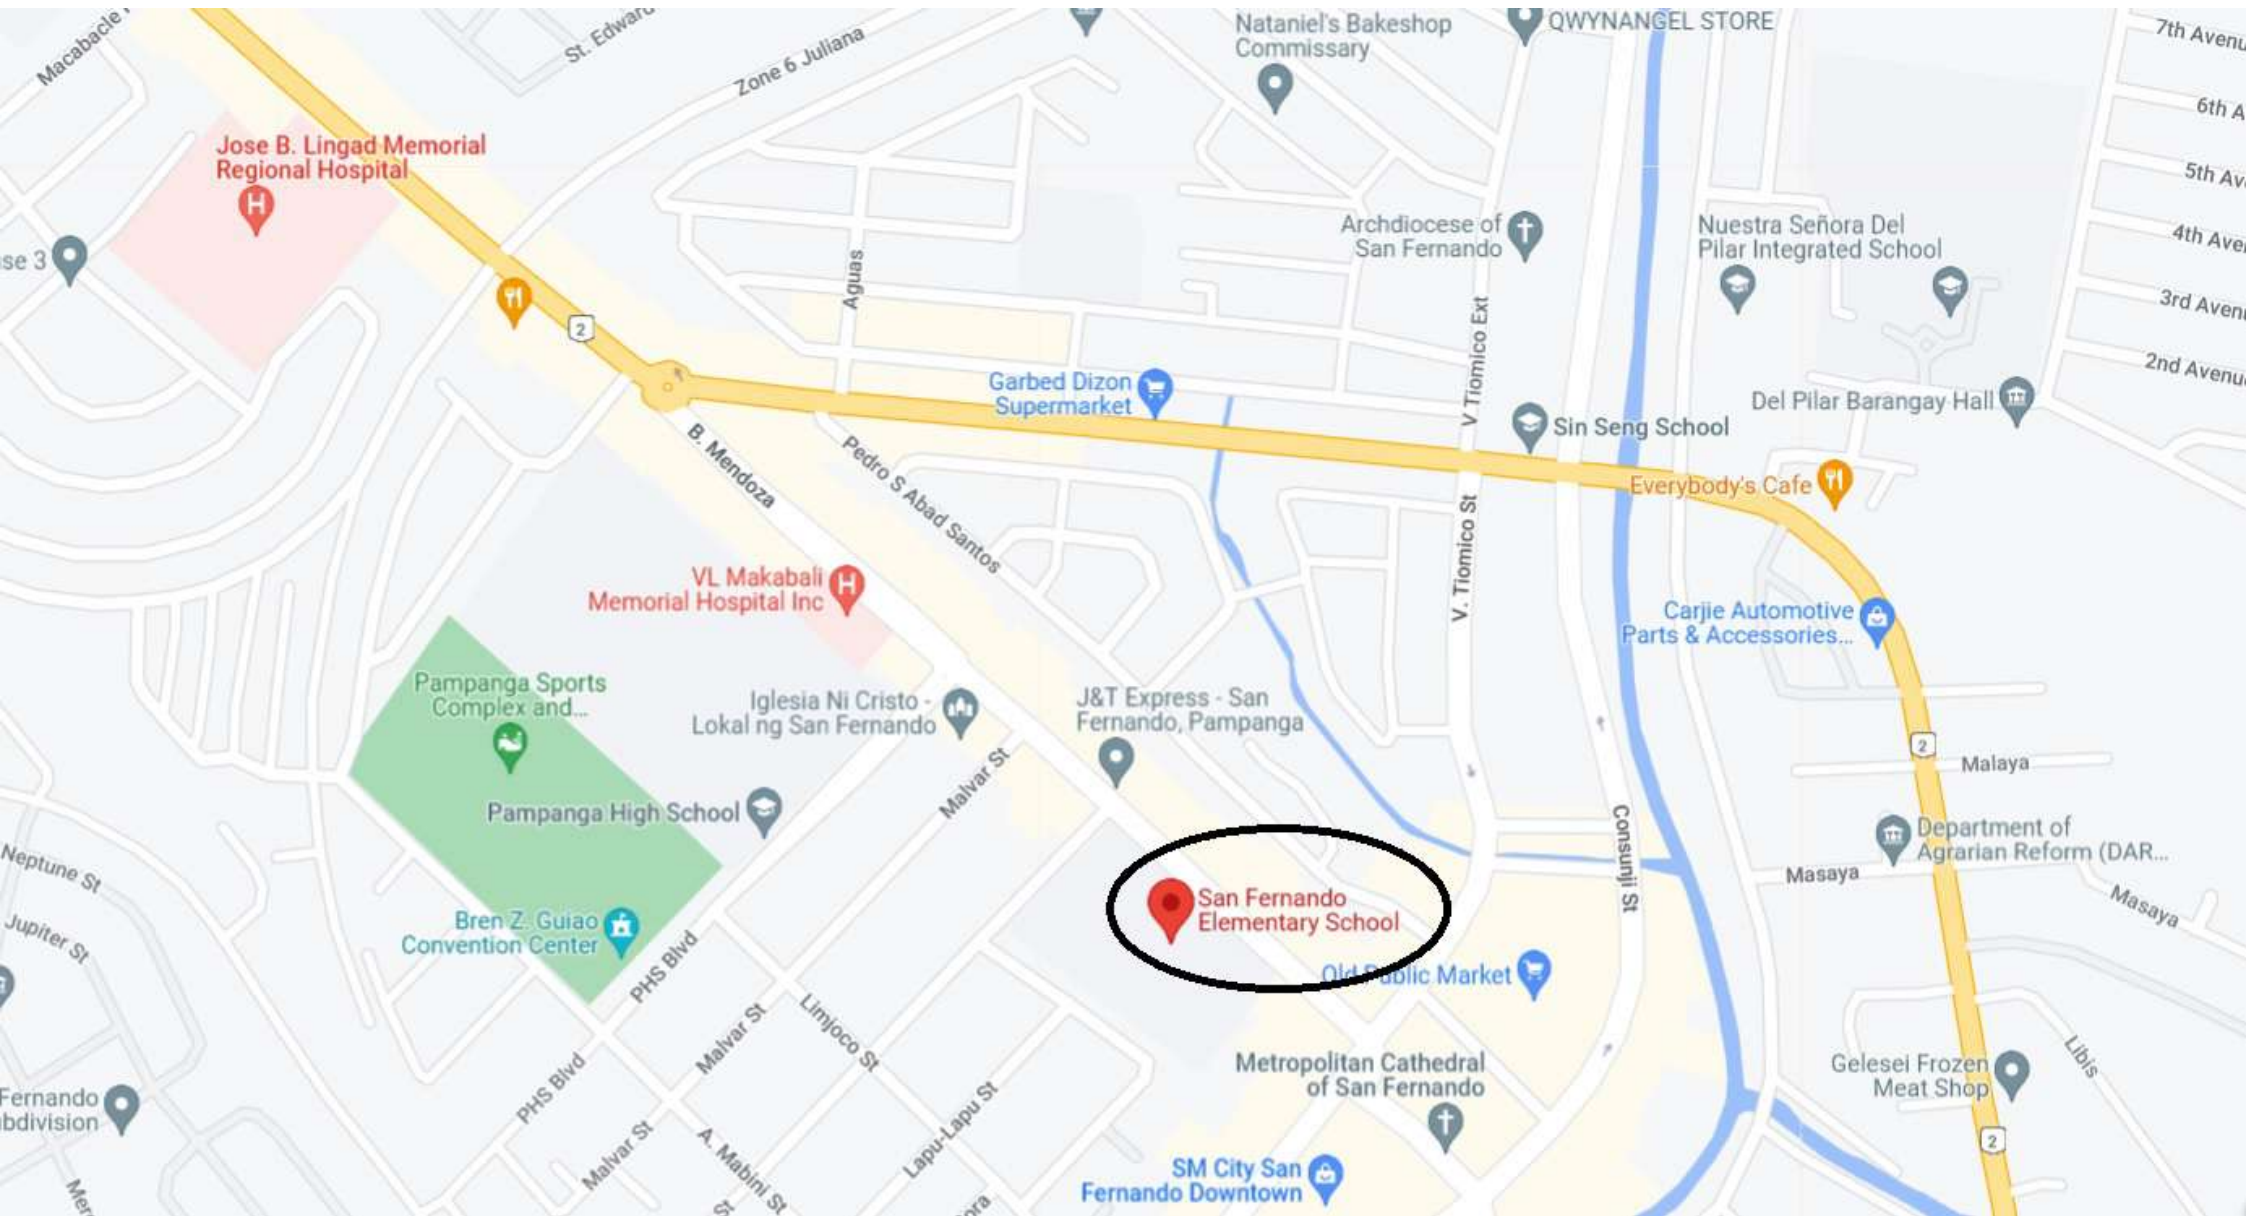 Macabacle
St. Edward
Zone 6 Juliana
Nataniel's Bakeshop
Commissary
QWYNANGEL STORE
7th Avenu
6th A
5th Av
4th Ave
3rd Aven
2nd Avenu
Jose B. Lingad Memorial
Regional Hospital
se 3
2
Aguas
Archdiocese of
San Fernando
Nuestra Señora Del
Pilar Integrated School
V Tiomico Ext
Garbed Dizon
Supermarket
Sin Seng School
Del Pilar Barangay Hall
Everybody's Cafe
B. Mendoza
Pedro S Abad Santos
V. Tiomico St
VL Makabali
Memorial Hospital Inc
Carjie Automotive
Parts & Accessories...
Pampanga Sports
Complex and...
Iglesia Ni Cristo -
Lokal ng San Fernando
J&T Express - San
Fernando, Pampanga
2
Malaya
Malvar St
Pampanga High School
Consunji St
Department of
Agrarian Reform (DAR...
Masaya
Masaya
Neptune St
Jupiter St
San Fernando
Elementary School
Bren Z. Guiao
Convention Center
PHS Blvd
Old Public Market
Malvar St
Limjoco St
Metropolitan Cathedral
of San Fernando
Gelesei Frozen
Meat Shop
Libis
PHS Blvd
Fernando
bdivision
Malvar St
A. Mabini St
Lapu-Lapu St
2
SM City San
Fernando Downtown
Mer
St
ora